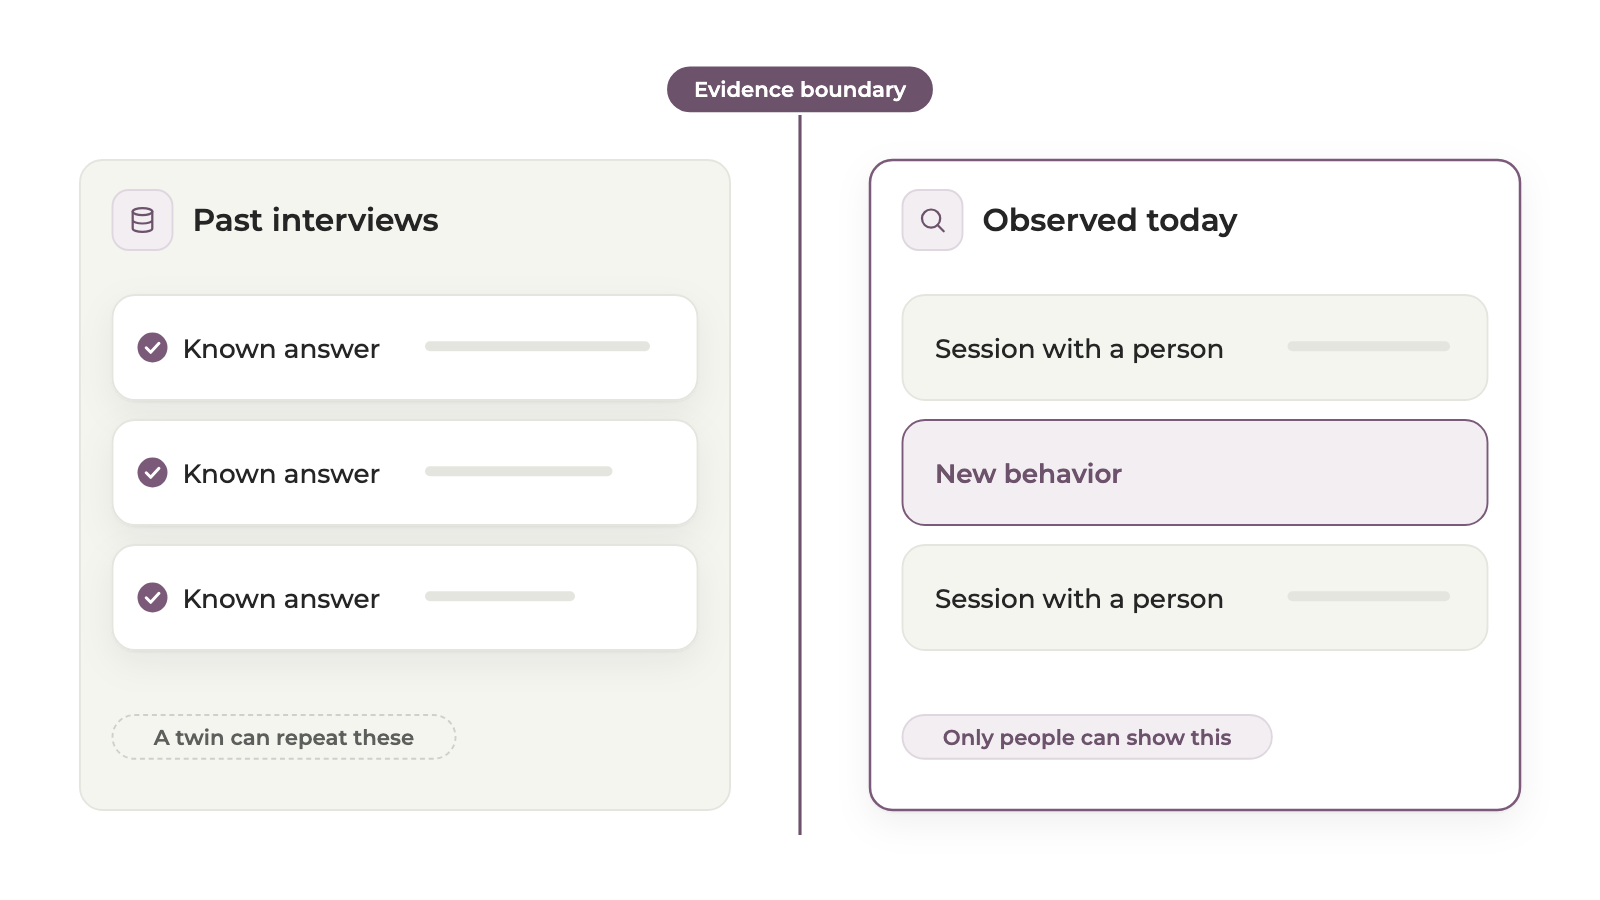 Evidence boundary
Past interviews
Known answer
Known answer
Known answer
A twin can repeat these
Observed today
Session with a person
New behavior
Session with a person
Only people can show this